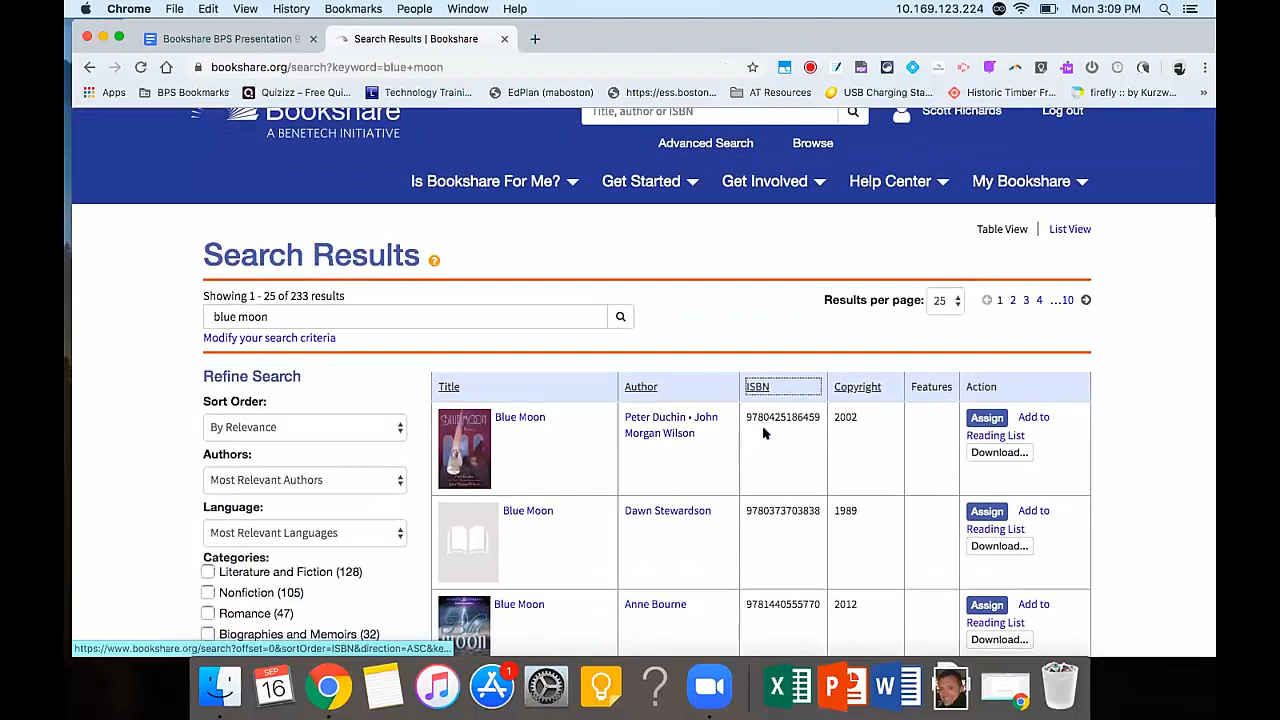 Chrome File Edit View History Bookmarks People Window Help 10.169.123.224 Mon 3:09 PM
Bookshare BPS Presentation 9 Search Results | Bookshare
bookshare.org/search?keyword=blue+moon
Apps BPS Bookmarks Quizizz – Free Qui... Technology Traini... EdPlan (maboston) https://ess.boston... AT Resources USB Charging Sta... Historic Timber Fr... firefly :: by Kurzw... »
Bookshare Title, author or ISBN Scott Richards Log out
A BENETECH INITIATIVE
Advanced Search Browse
Is Bookshare For Me? Get Started Get Involved Help Center My Bookshare
Table View | List View
Search Results ?
Showing 1 - 25 of 233 results
Results per page: 25 1 2 3 4 ...10
blue moon
Modify your search criteria
Refine Search
Sort Order:
By Relevance
Authors:
Most Relevant Authors
Language:
Most Relevant Languages
Categories:
Literature and Fiction (128)
Nonfiction (105)
Romance (47)
Biographies and Memoirs (32)
Title Author ISBN Copyright Features Action
Blue Moon Peter Duchin • John 9780425186459 2002 Assign Add to
Morgan Wilson Reading List
Download...
Blue Moon Dawn Stewardson 9780373703838 1989 Assign Add to
Reading List
Download...
Blue Moon Anne Bourne 9781440555770 2012 Assign Add to
Reading List
Download...
https://www.bookshare.org/search?offset=0&sortOrder=ISBN&direction=ASC&ke...
SEP
16
1